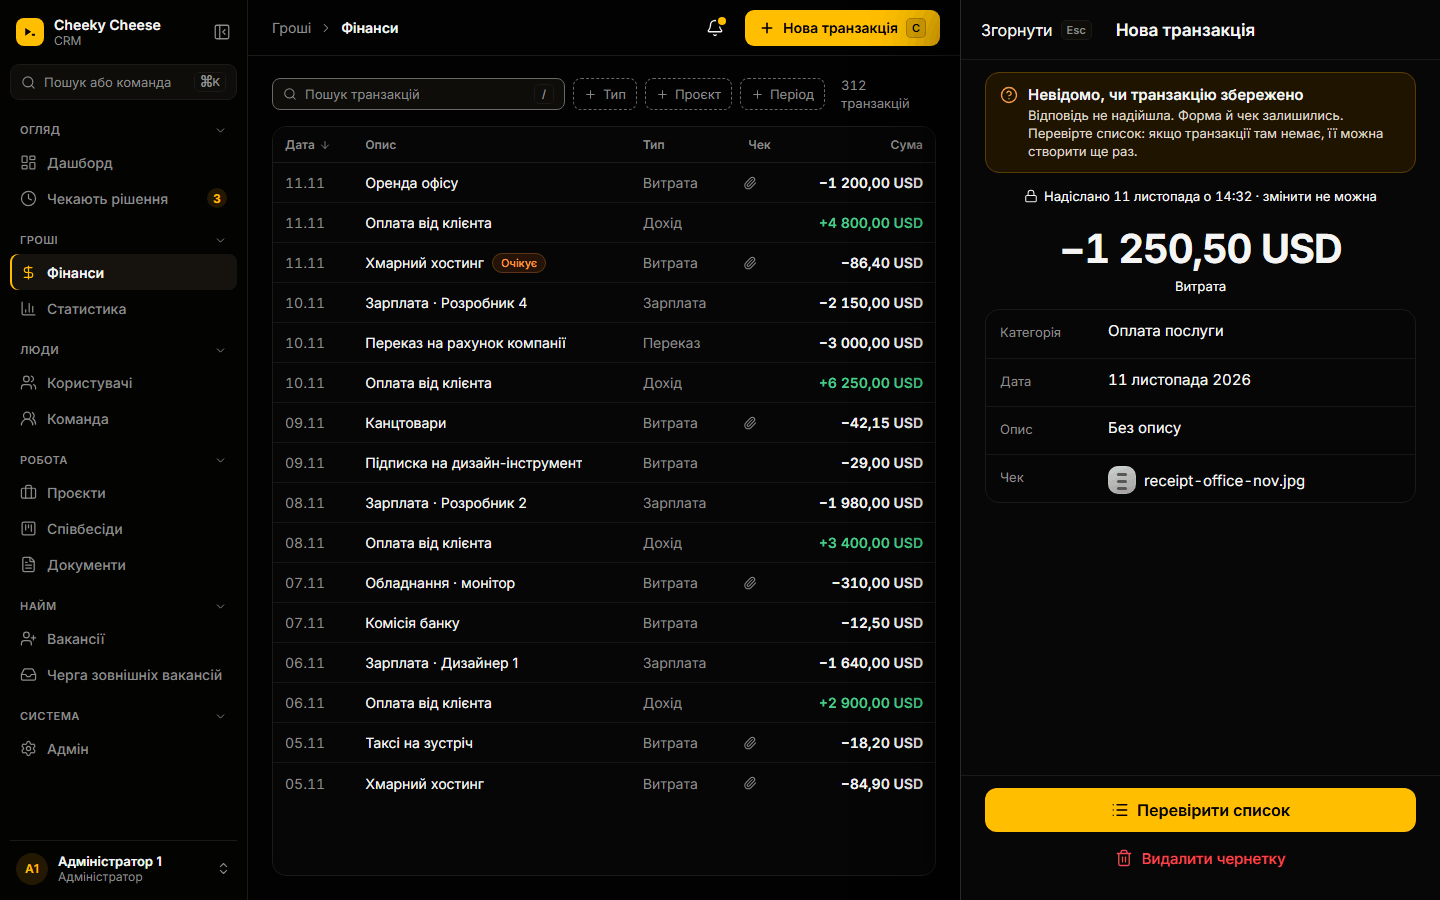 Cheeky Cheese
CRM
Пошук або команда ⌘K
ОГЛЯД
Дашборд
Чекають рішення 3
ГРОШІ
Фінанси
Статистика
ЛЮДИ
Користувачі
Команда
РОБОТА
Проєкти
Співбесіди
Документи
НАЙМ
Вакансії
Черга зовнішніх вакансій
СИСТЕМА
Адмін
A1 Адміністратор 1
Адміністратор
Гроші > Фінанси
+ Нова транзакція C
Пошук транзакцій /
+ Тип
+ Проєкт
+ Період
312 транзакцій
Дата ↓ Опис Тип Чек Сума
11.11 Оренда офісу Витрата −1 200,00 USD
11.11 Оплата від клієнта Дохід +4 800,00 USD
11.11 Хмарний хостинг Очікує Витрата −86,40 USD
10.11 Зарплата · Розробник 4 Зарплата −2 150,00 USD
10.11 Переказ на рахунок компанії Переказ −3 000,00 USD
10.11 Оплата від клієнта Дохід +6 250,00 USD
09.11 Канцтовари Витрата −42,15 USD
09.11 Підписка на дизайн-інструмент Витрата −29,00 USD
08.11 Зарплата · Розробник 2 Зарплата −1 980,00 USD
08.11 Оплата від клієнта Дохід +3 400,00 USD
07.11 Обладнання · монітор Витрата −310,00 USD
07.11 Комісія банку Витрата −12,50 USD
06.11 Зарплата · Дизайнер 1 Зарплата −1 640,00 USD
06.11 Оплата від клієнта Дохід +2 900,00 USD
05.11 Таксі на зустріч Витрата −18,20 USD
05.11 Хмарний хостинг Витрата −84,90 USD
Згорнути Esc Нова транзакція
Невідомо, чи транзакцію збережено
Відповідь не надійшла. Форма й чек залишились.
Перевірте список: якщо транзакції там немає, її можна
створити ще раз.
Надіслано 11 листопада о 14:32 · змінити не можна
−1 250,50 USD
Витрата
Категорія Оплата послуги
Дата 11 листопада 2026
Опис Без опису
Чек receipt-office-nov.jpg
Перевірити список
Видалити чернетку